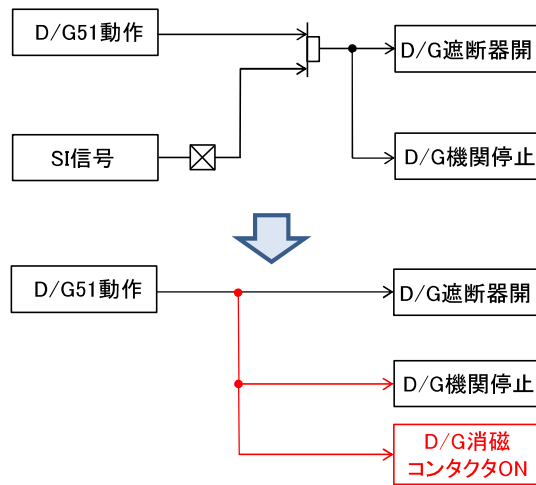 D/G51動作
D/G遮断器開
SI信号
D/G機関停止
D/G51動作
D/G遮断器開
D/G機関停止
D/G消磁
コンタクタON